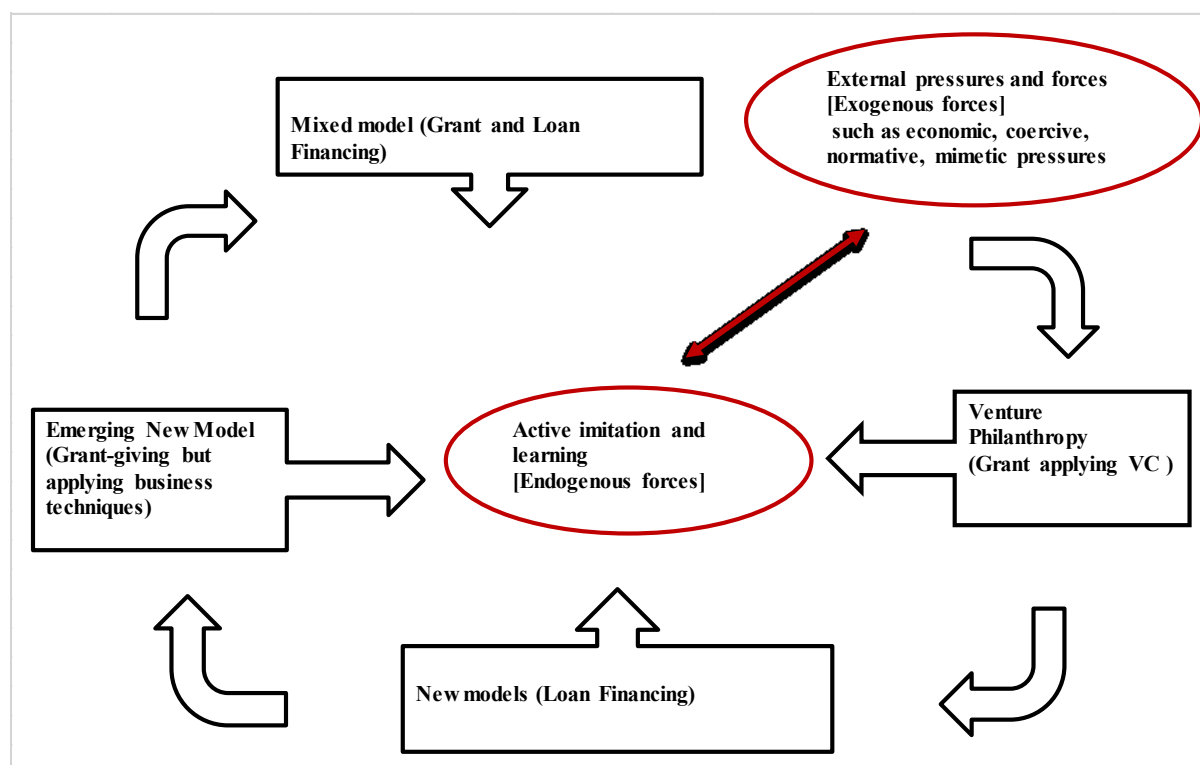 Mixed model (Grant and Loan
Financing)
External pressures and forces
[Exogenous forces]
such as economic, coercive,
normative, mimetic pressures
Emerging New Model
(Grant-giving but
applying business
techniques)
Active imitation and
learning
[Endogenous forces]
Venture
Philanthropy
(Grant applying VC )
New models (Loan Financing)